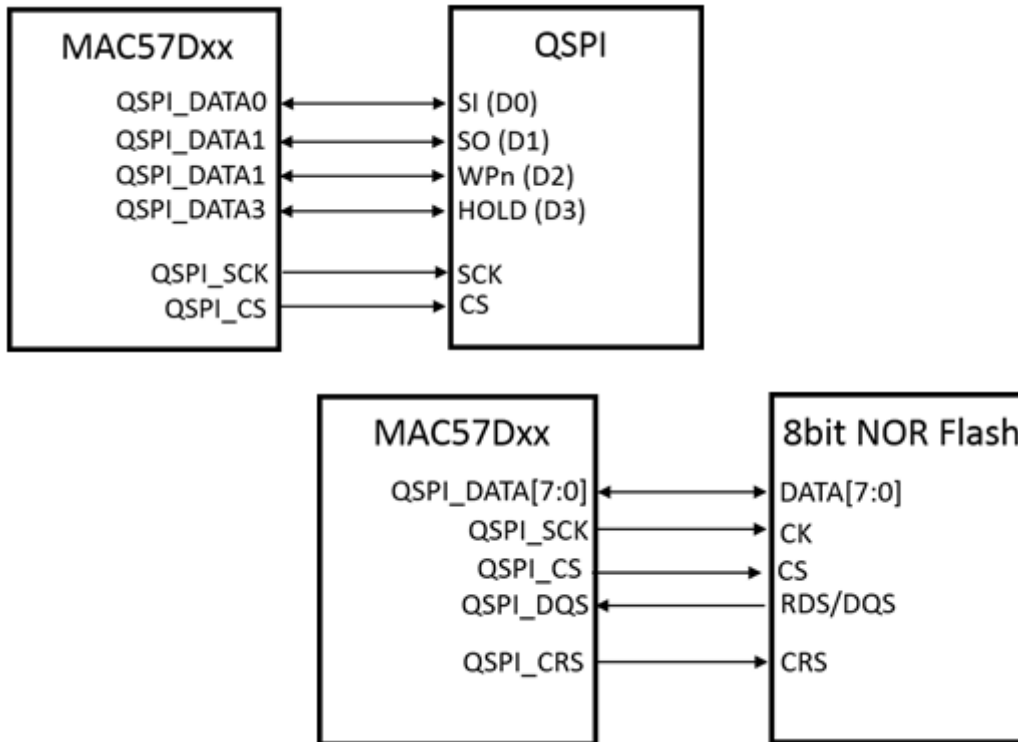 MAC57Dxx
QSPI
QSPI_DATA0
SI (D0)
QSPI_DATA1
SO (D1)
QSPI_DATA1
WPn (D2)
QSPI_DATA3
HOLD (D3)
QSPI_SCK
SCK
QSPI_CS
CS
MAC57Dxx
8bit NOR Flash
QSPI_DATA[7:0]
DATA[7:0]
QSPI_SCK
CK
QSPI_CS
CS
QSPI_DQS
RDS/DQS
QSPI_CRS
CRS